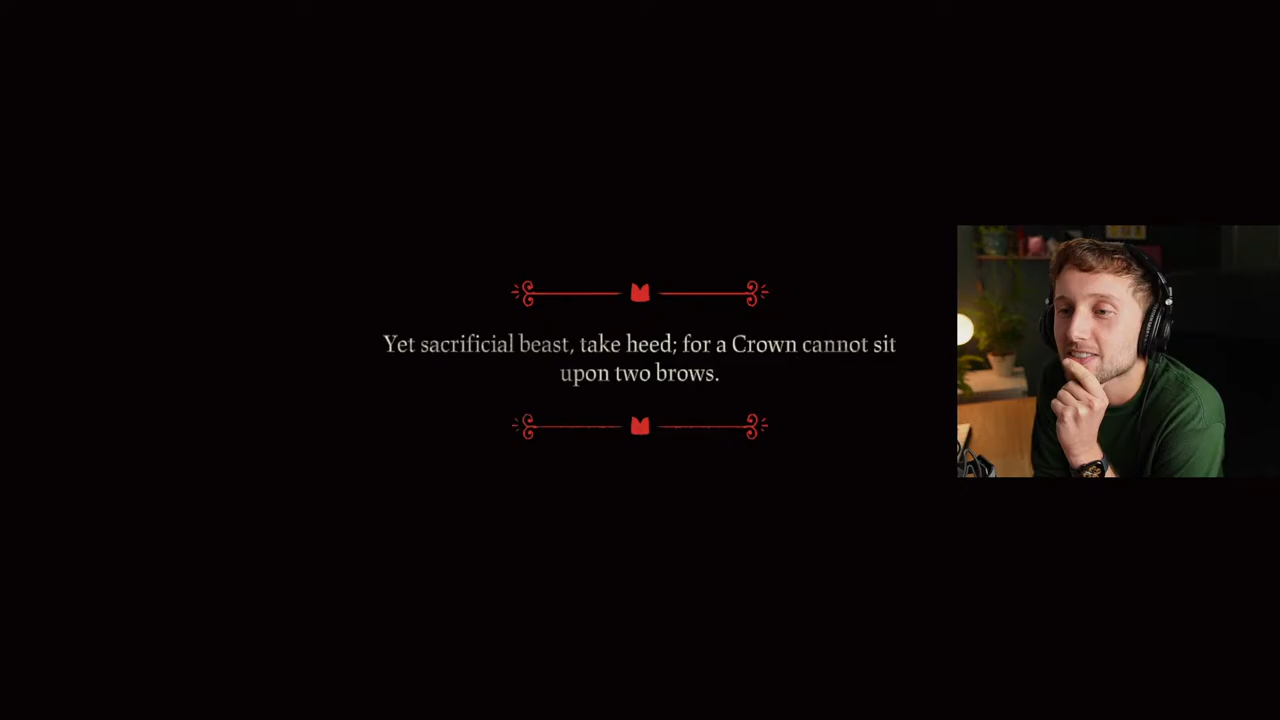 Yet sacrificial beast, take heed; for a Crown cannot sit
upon two brows.